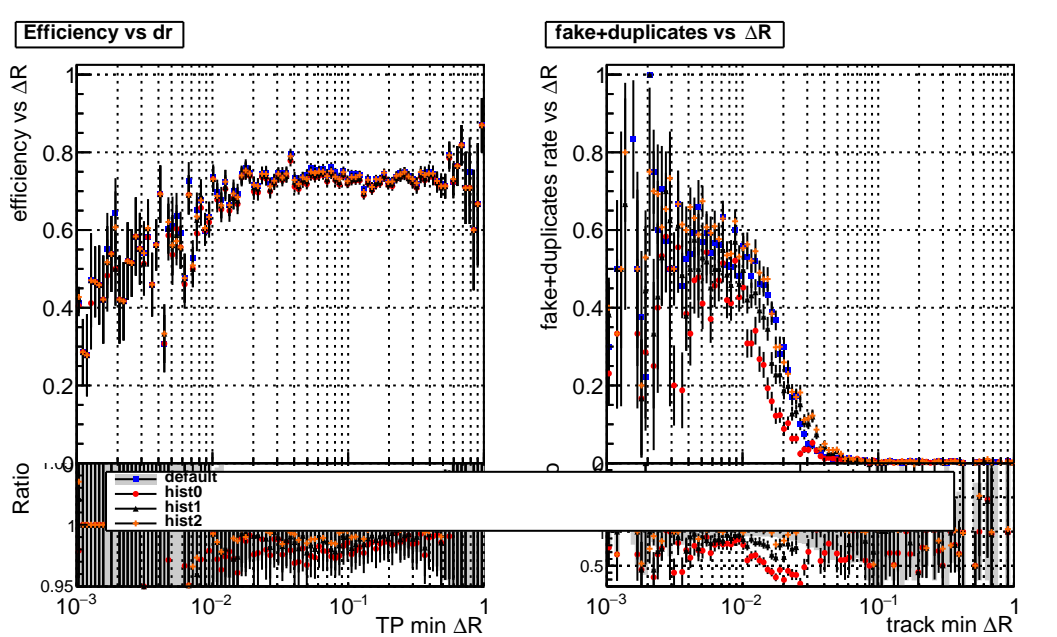 Efficiency vs dr
efficiency vs ΔR
1
0.8
0.6
0.4
0.2
0
Ratio
1
0.95
10⁻³ 10⁻² 10⁻¹ 1
TP min ΔR
fake+duplicates vs ΔR
fake+duplicates rate vs ΔR
1
0.8
0.6
0.4
0.2
0
0.5
10⁻³ 10⁻² 10⁻¹ 1
track min ΔR
default
hist0
hist1
hist2